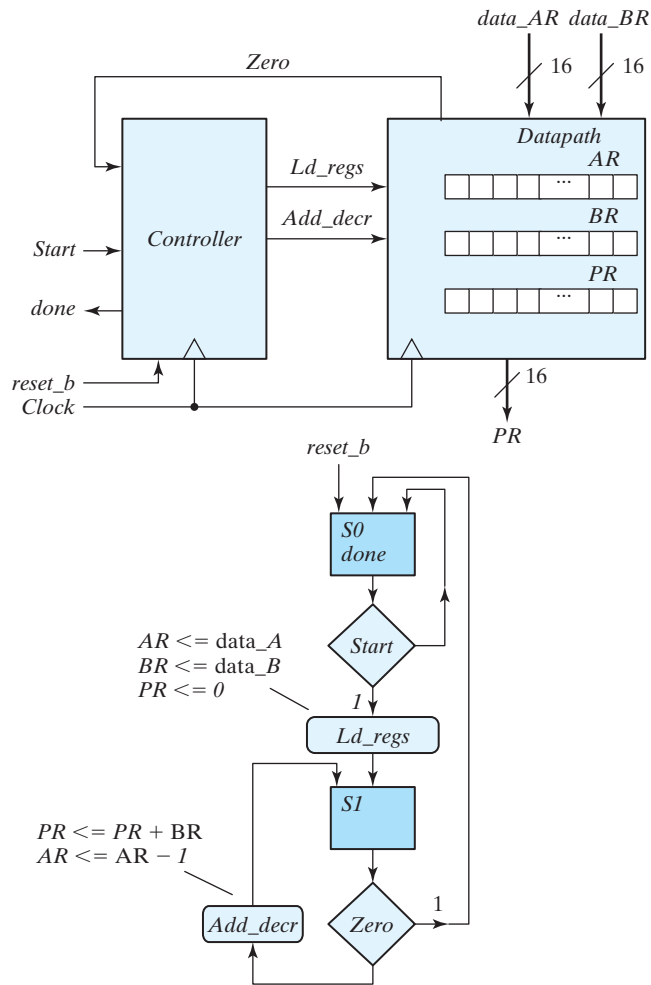 data_AR data_BR
16 16
Zero
Datapath
AR
...
Ld_regs
BR
...
Add_decr
Controller
Start
PR
...
done
reset_b
Clock
16
PR
reset_b
S0
done
Start
AR <= data_A
BR <= data_B
PR <= 0
1
Ld_regs
S1
PR <= PR + BR
AR <= AR − 1
1
Add_decr
Zero